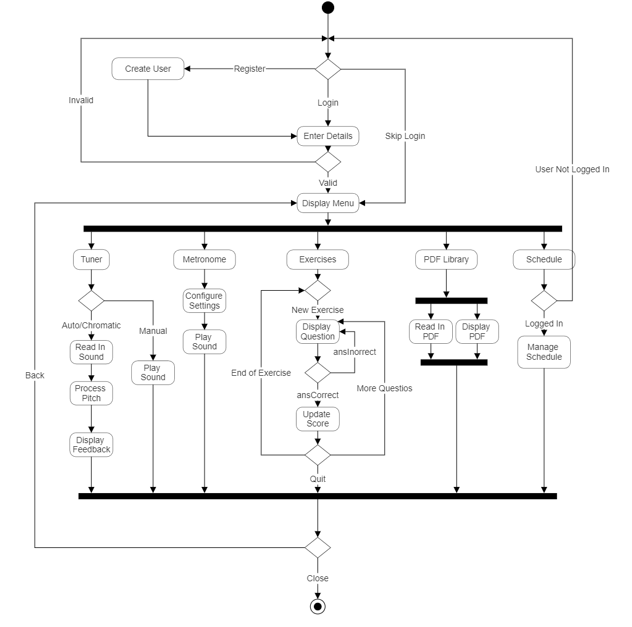 Create User
Register
Invalid
Login
Enter Details
Skip Login
User Not Logged In
Valid
Display Menu
Tuner
Metronome
Exercises
PDF Library
Schedule
Configure
Settings
New Exercise
Auto/Chromatic
Manual
Read In
Sound
Play
Sound
Display
Question
Read In
PDF
Display
PDF
Logged In
Manage
Schedule
ansInorrect
Back
Play
Sound
End of Exercise
Process
Pitch
ansCorrect
More Questios
Update
Score
Display
Feedback
Quit
Close